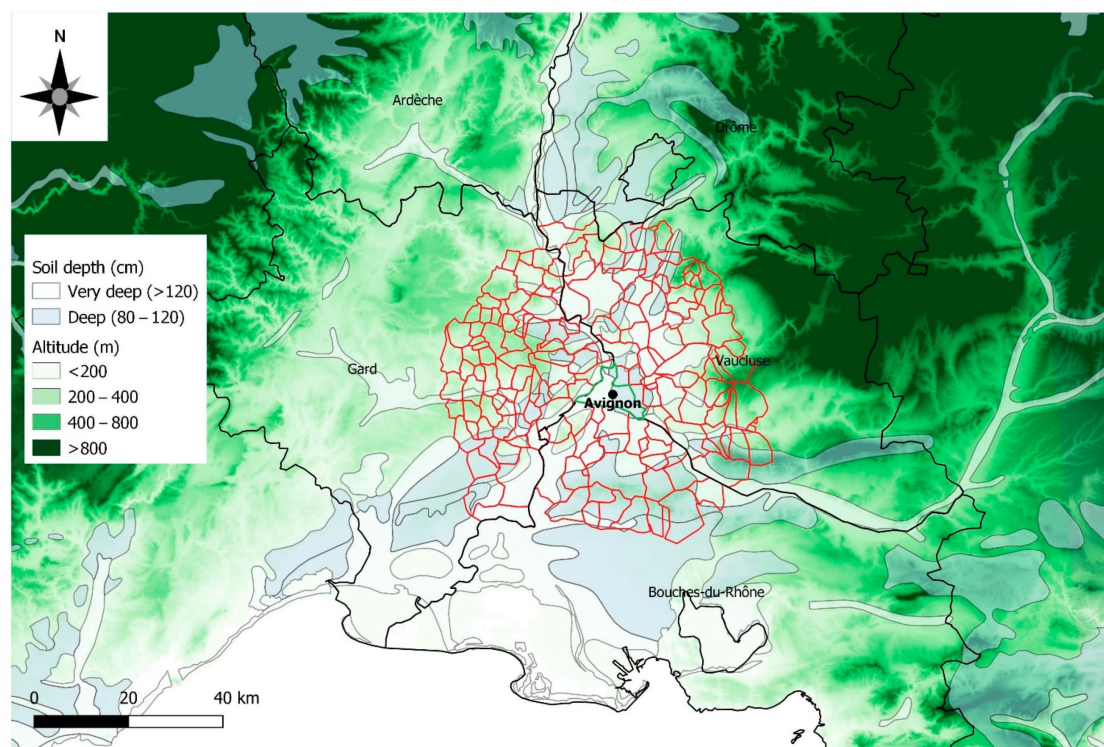 N
Ardèche
Drôme
Soil depth (cm)
Very deep (>120)
Deep (80 – 120)
Altitude (m)
<200
200 – 400
400 – 800
>800
Gard
Vaucluse
Avignon
Bouches-du-Rhône
0 20 40 km